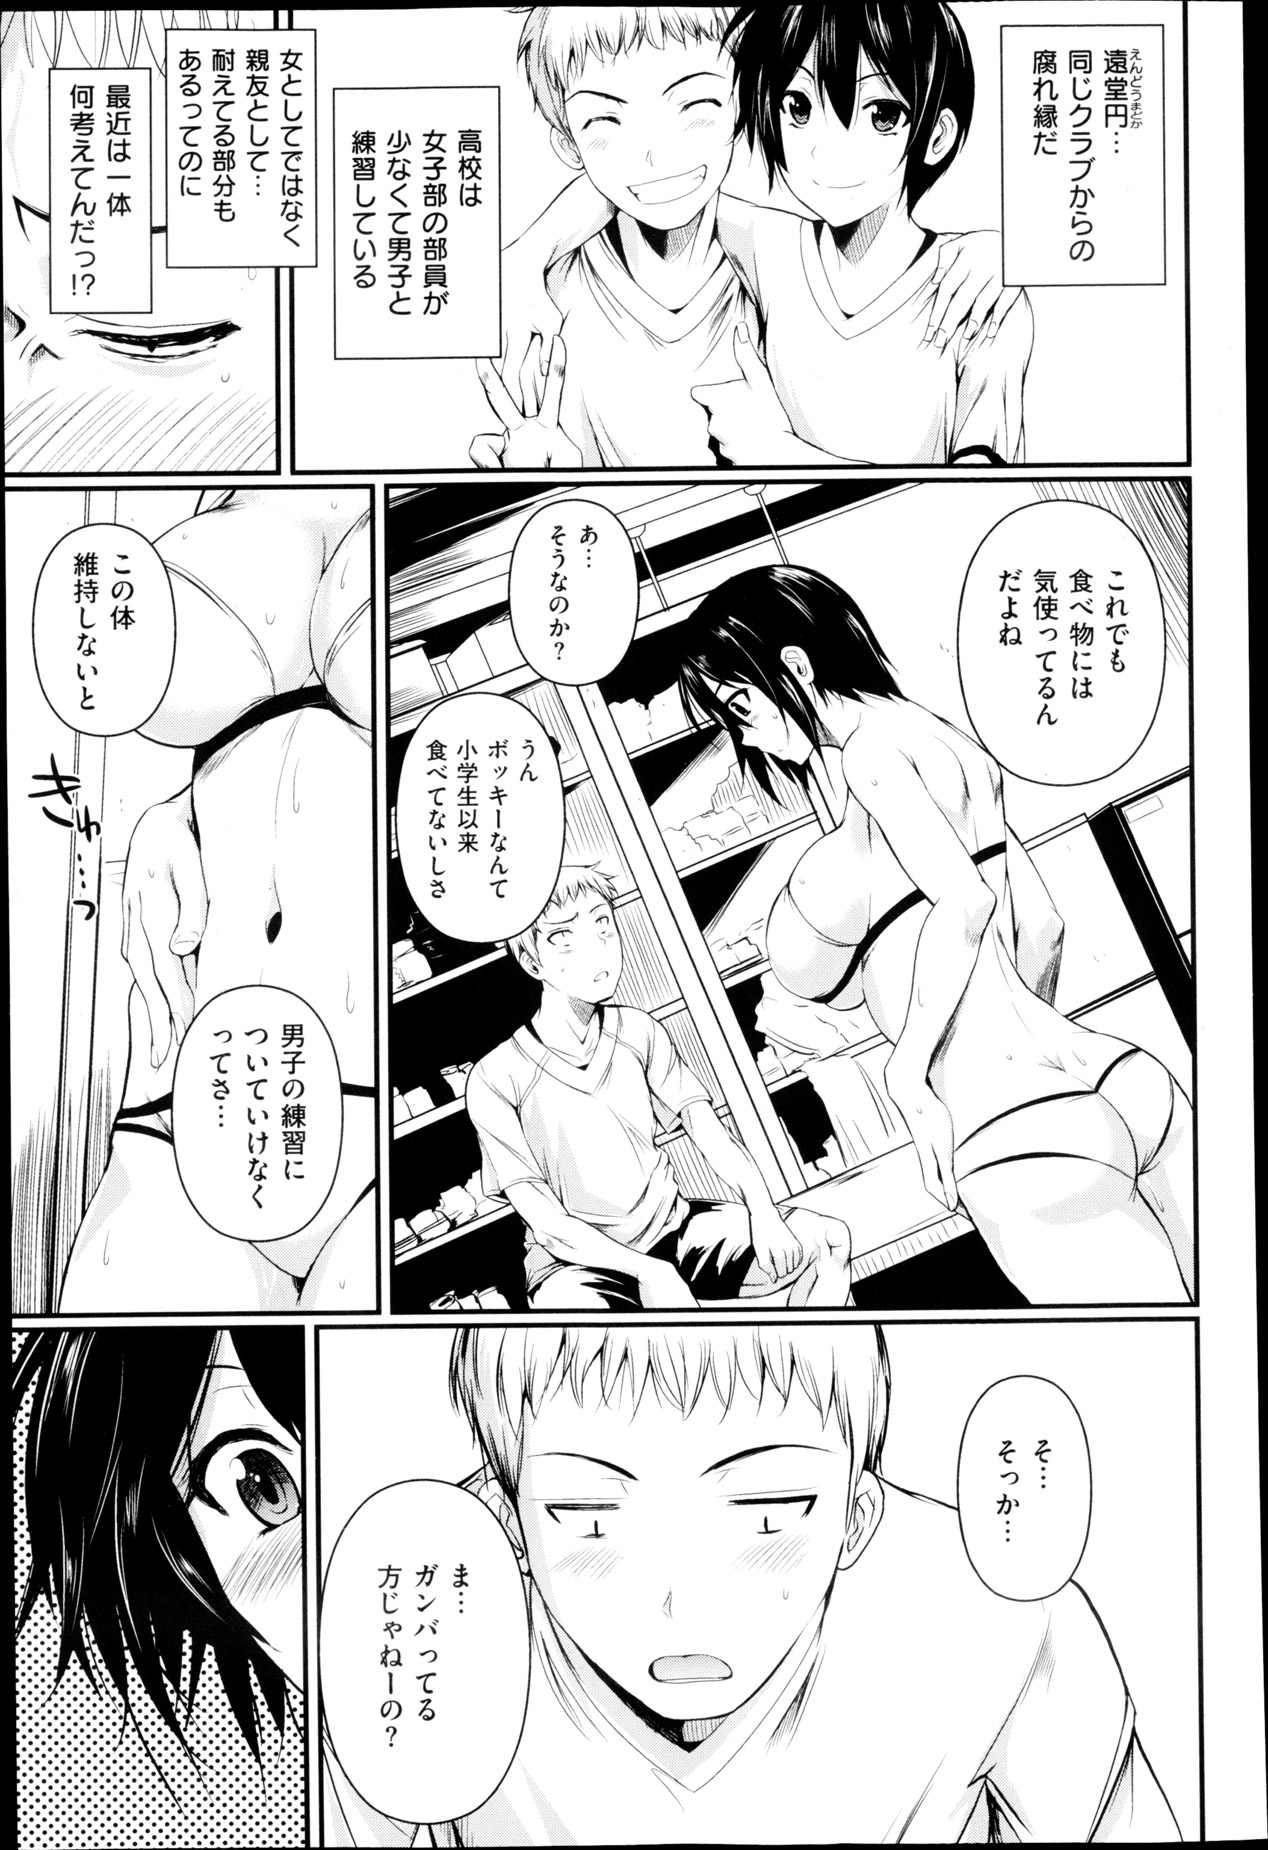 遠堂円…
えんどうまどか
同じクラブからの
腐れ縁だ
高校は
女子部の部員が
少なくて男子と
練習している
女としてではなく
親友として…
耐えてる部分も
あるってのに
最近は一体
何考えてんだっ!?
これでも
食べ物には
気使ってるん
だよね
あ…
そうなのか?
うん
ボッキーなんて
小学生以来
食べてないしさ
この体
維持しないと
きゅ…っ
男子の練習に
ついていけなく
ってさ…
そ…
そっか…
ま…
ガンバってる
方じゃねーの?